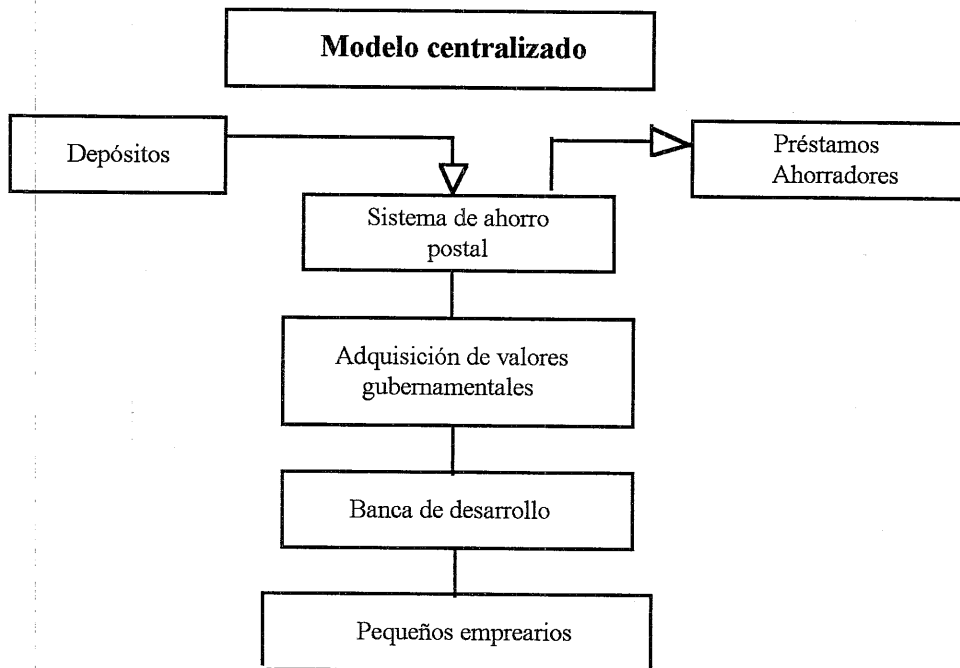 Modelo centralizado
Depósitos
Préstamos
Ahorradores
Sistema de ahorro
postal
Adquisición de valores
gubernamentales
Banca de desarrollo
Pequeños emprearios